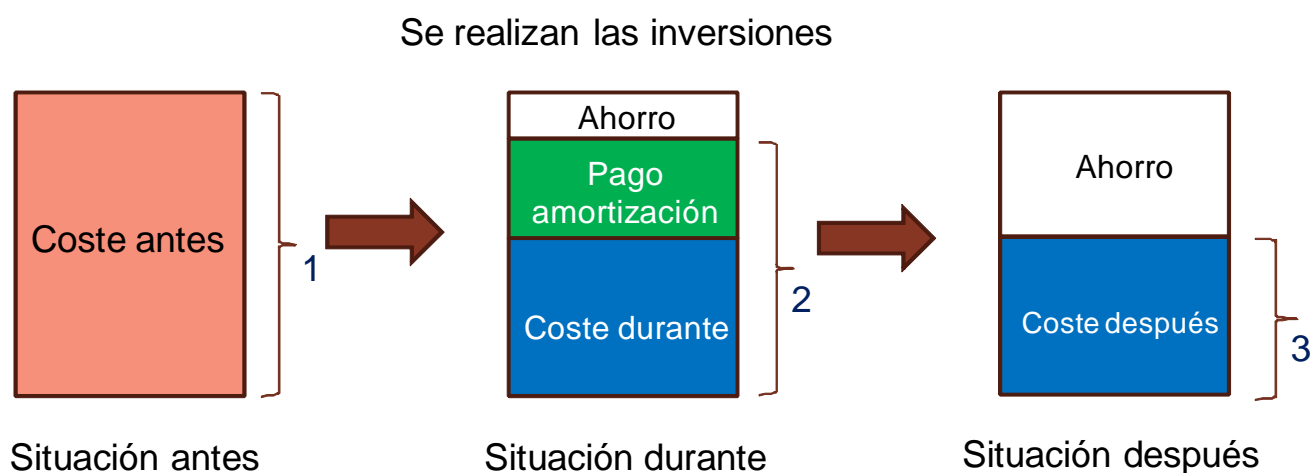 Se realizan las inversiones
Coste antes
1
Ahorro
Pago
amortización
Coste durante
2
Ahorro
Coste después
3
Situación antes
Situación durante
Situación después